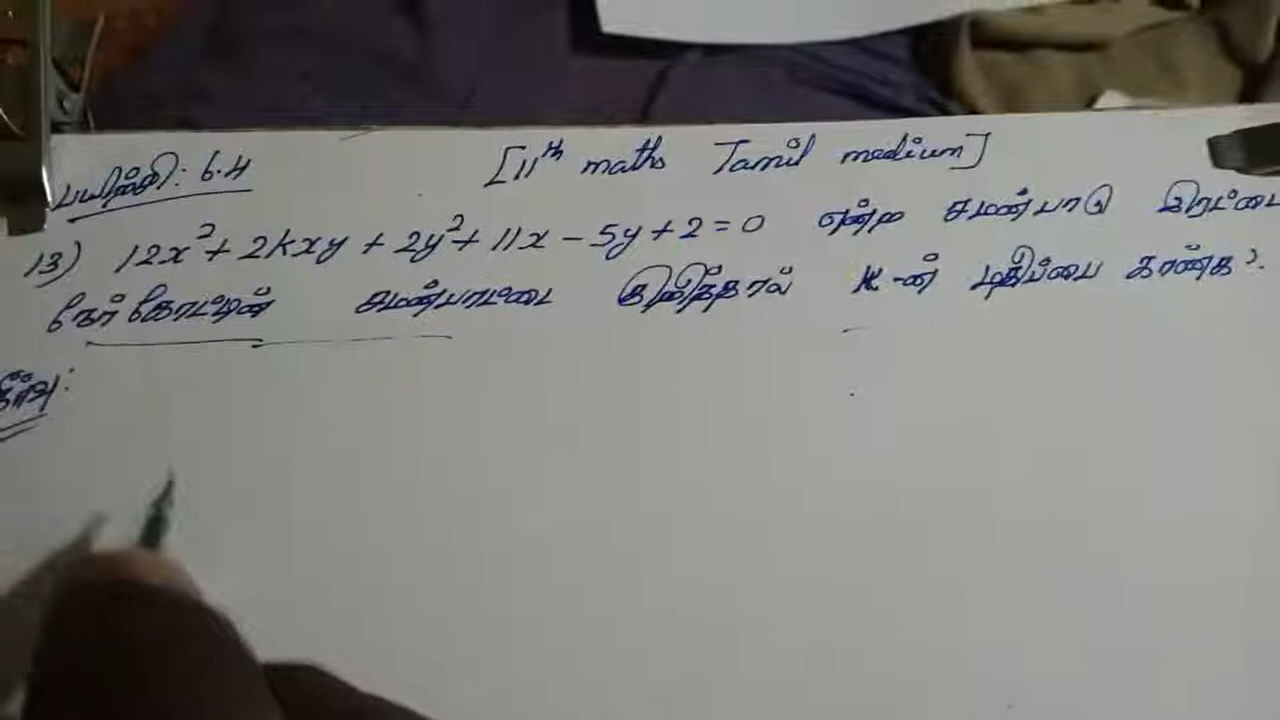 பயிற்சி: 6.4 [11th maths Tamil medium]
13) 12x²+ 2kxy + 2y²+ 11x - 5y + 2 = 0 என்ற சமன்பாடு இரட்டை
நேர்கோட்டின் சமன்பாட்டை குறித்தால் K-ன் மதிப்பை காண்க?.
தீர்வு: